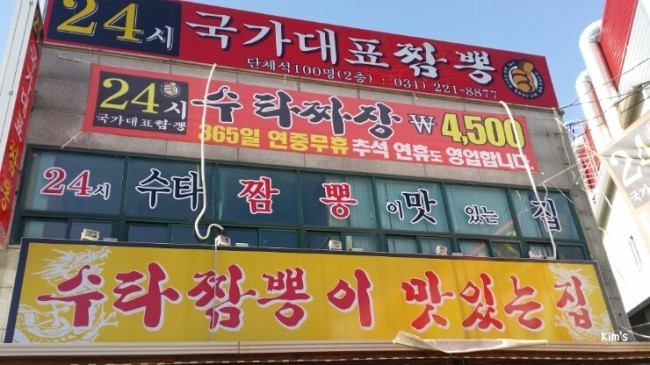 24시 국가대표짬뽕
단체석100명(2층) : 031) 221-8877
24시 수타짜장 ₩4,500
국가대표짬뽕
365일 연중무휴 추석 연휴도 영업합니다.
24시 수타 짬뽕이맛있는집
수타짬뽕이 맛있는집
24
국가
Kim's